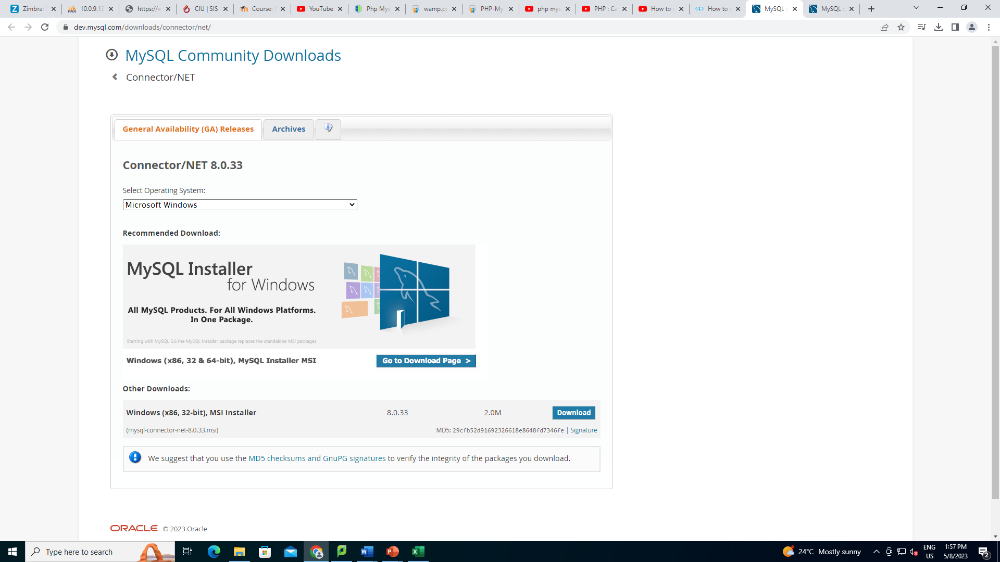 Zimbra:
10.0.9.13
https://w
CIU | SIS
Course:
YouTube
Php Mys
wamp.p
PHP-My
php mys
PHP : Ca
How to
How to
MySQL
MySQL
dev.mysql.com/downloads/connector/net/
MySQL Community Downloads
Connector/NET
General Availability (GA) Releases
Archives
Connector/NET 8.0.33
Select Operating System:
Microsoft Windows
Recommended Download:
MySQL Installer
for Windows
All MySQL Products. For All Windows Platforms.
In One Package.
Starting with MySQL 5.6 the MySQL Installer package replaces the standalone MSI packages.
Windows (x86, 32 & 64-bit), MySQL Installer MSI
Go to Download Page >
Other Downloads:
Windows (x86, 32-bit), MSI Installer 8.0.33 2.0M Download
(mysql-connector-net-8.0.33.msi) MD5: 29cfb52d91692326618e8648fd7346fe | Signature
We suggest that you use the MD5 checksums and GnuPG signatures to verify the integrity of the packages you download.
ORACLE © 2023 Oracle
Type here to search
24°C Mostly sunny
ENG
US
1:57 PM
5/8/2023
2